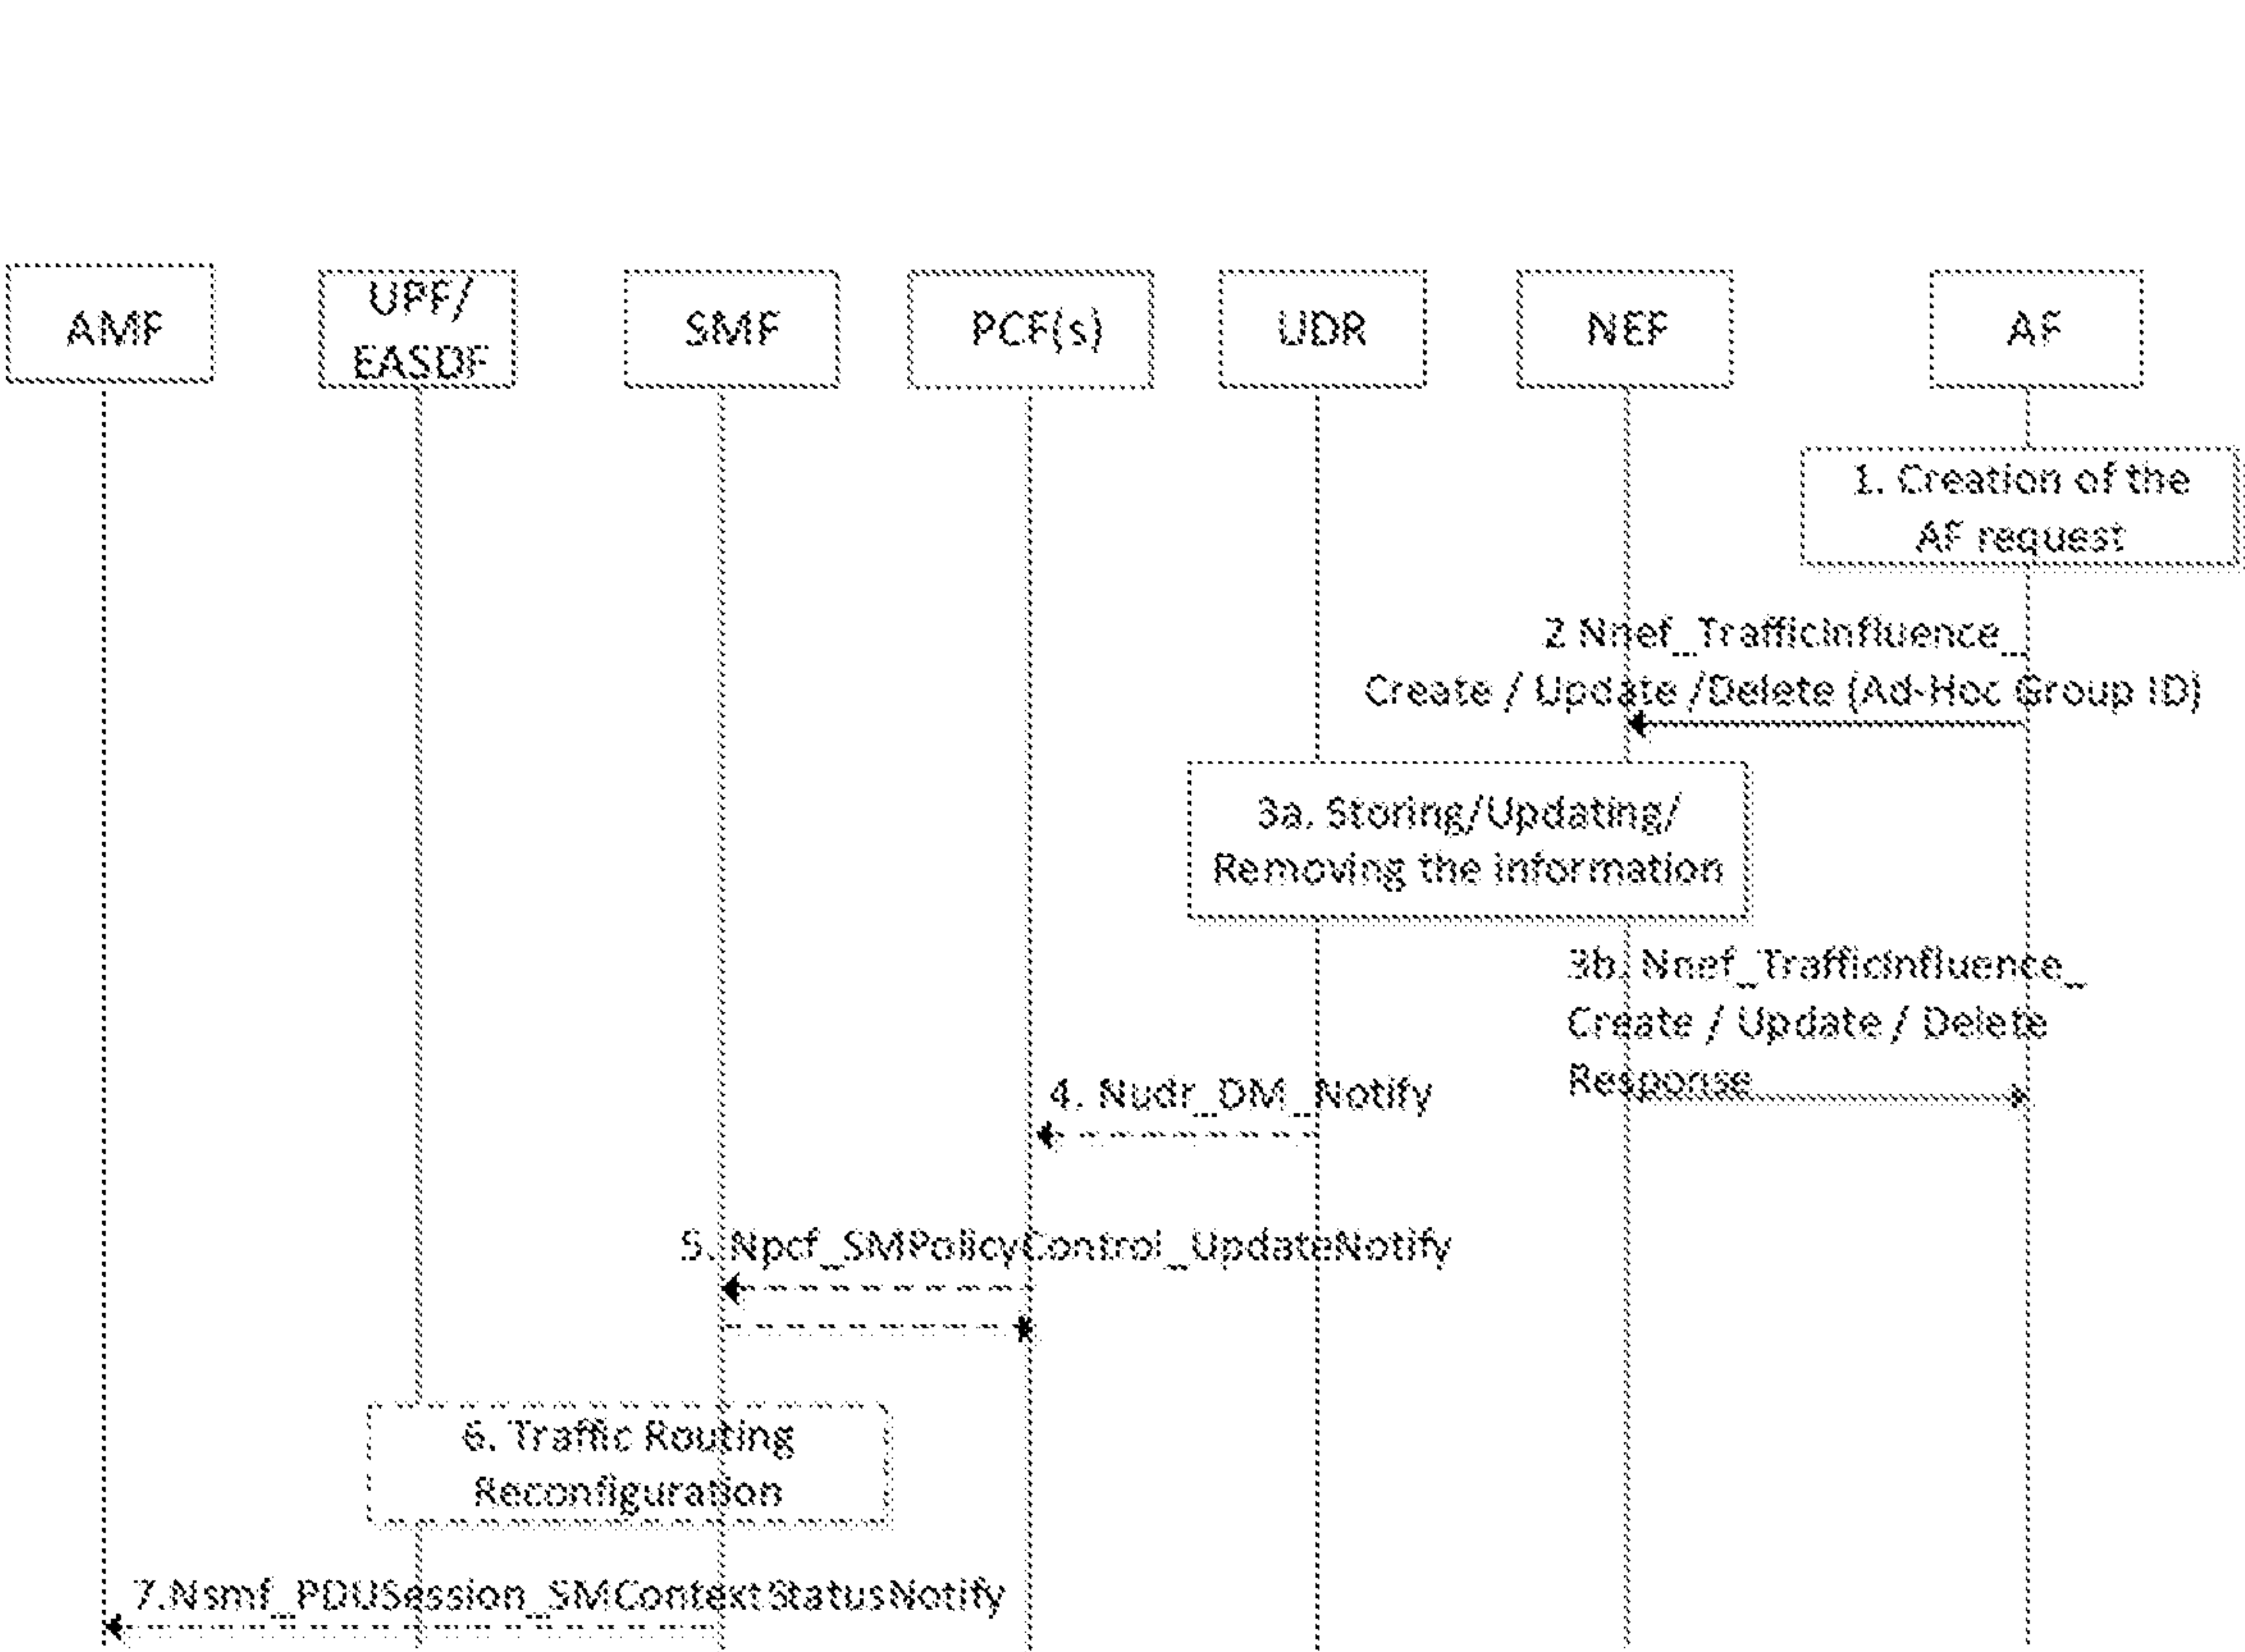 AMF
UPF/
EASDF
SMF
PCF(s)
UDR
NEF
AF
1. Creation of the
AF request
2 Nnef_TrafficInfluence_
Create / Update /Delete (Ad-Hoc Group ID)
3a. Storing/Updating/
Removing the information
3b. Nnef_TrafficInfluence_
Create / Update / Delete
Response
4. Nudr_DM_Notify
5. Npcf_SMPolicyControl_UpdateNotify
6. Traffic Routing
Reconfiguration
7.Nsmf_PDUSession_SMContextStatusNotify